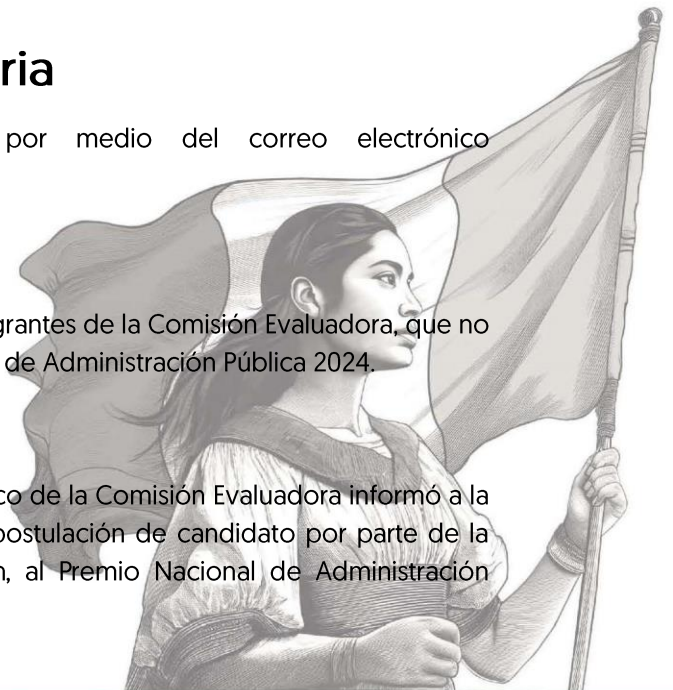 ria
por medio del correo electrónico
grantes de la Comisión Evaluadora, que no
de Administración Pública 2024.
co de la Comisión Evaluadora informó a la
postulación de candidato por parte de la
n, al Premio Nacional de Administración